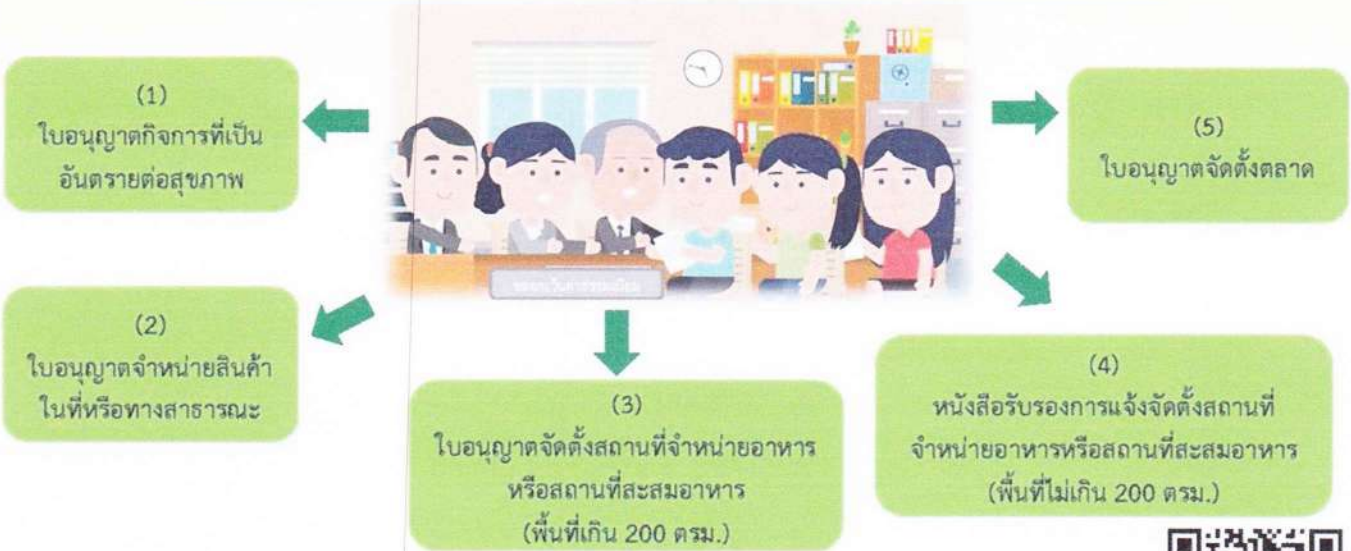 (1)
ใบอนุญาตกิจการที่เป็น
อันตรายต่อสุขภาพ
(2)
ใบอนุญาตจำหน่ายสินค้า
ในที่หรือทางสาธารณะ
(3)
ใบอนุญาตจัดตั้งสถานที่จำหน่ายอาหาร
หรือสถานที่สะสมอาหาร
(พื้นที่เกิน 200 ตรม.)
(4)
หนังสือรับรองการแจ้งจัดตั้งสถานที่
จำหน่ายอาหารหรือสถานที่สะสมอาหาร
(พื้นที่ไม่เกิน 200 ตรม.)
(5)
ใบอนุญาตจัดตั้งตลาด